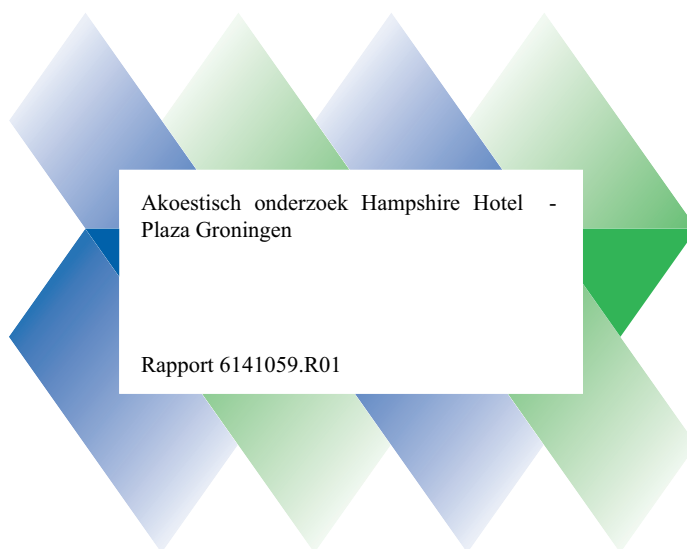 Akoestisch onderzoek Hampshire Hotel -
Plaza Groningen
Rapport 6141059.R01